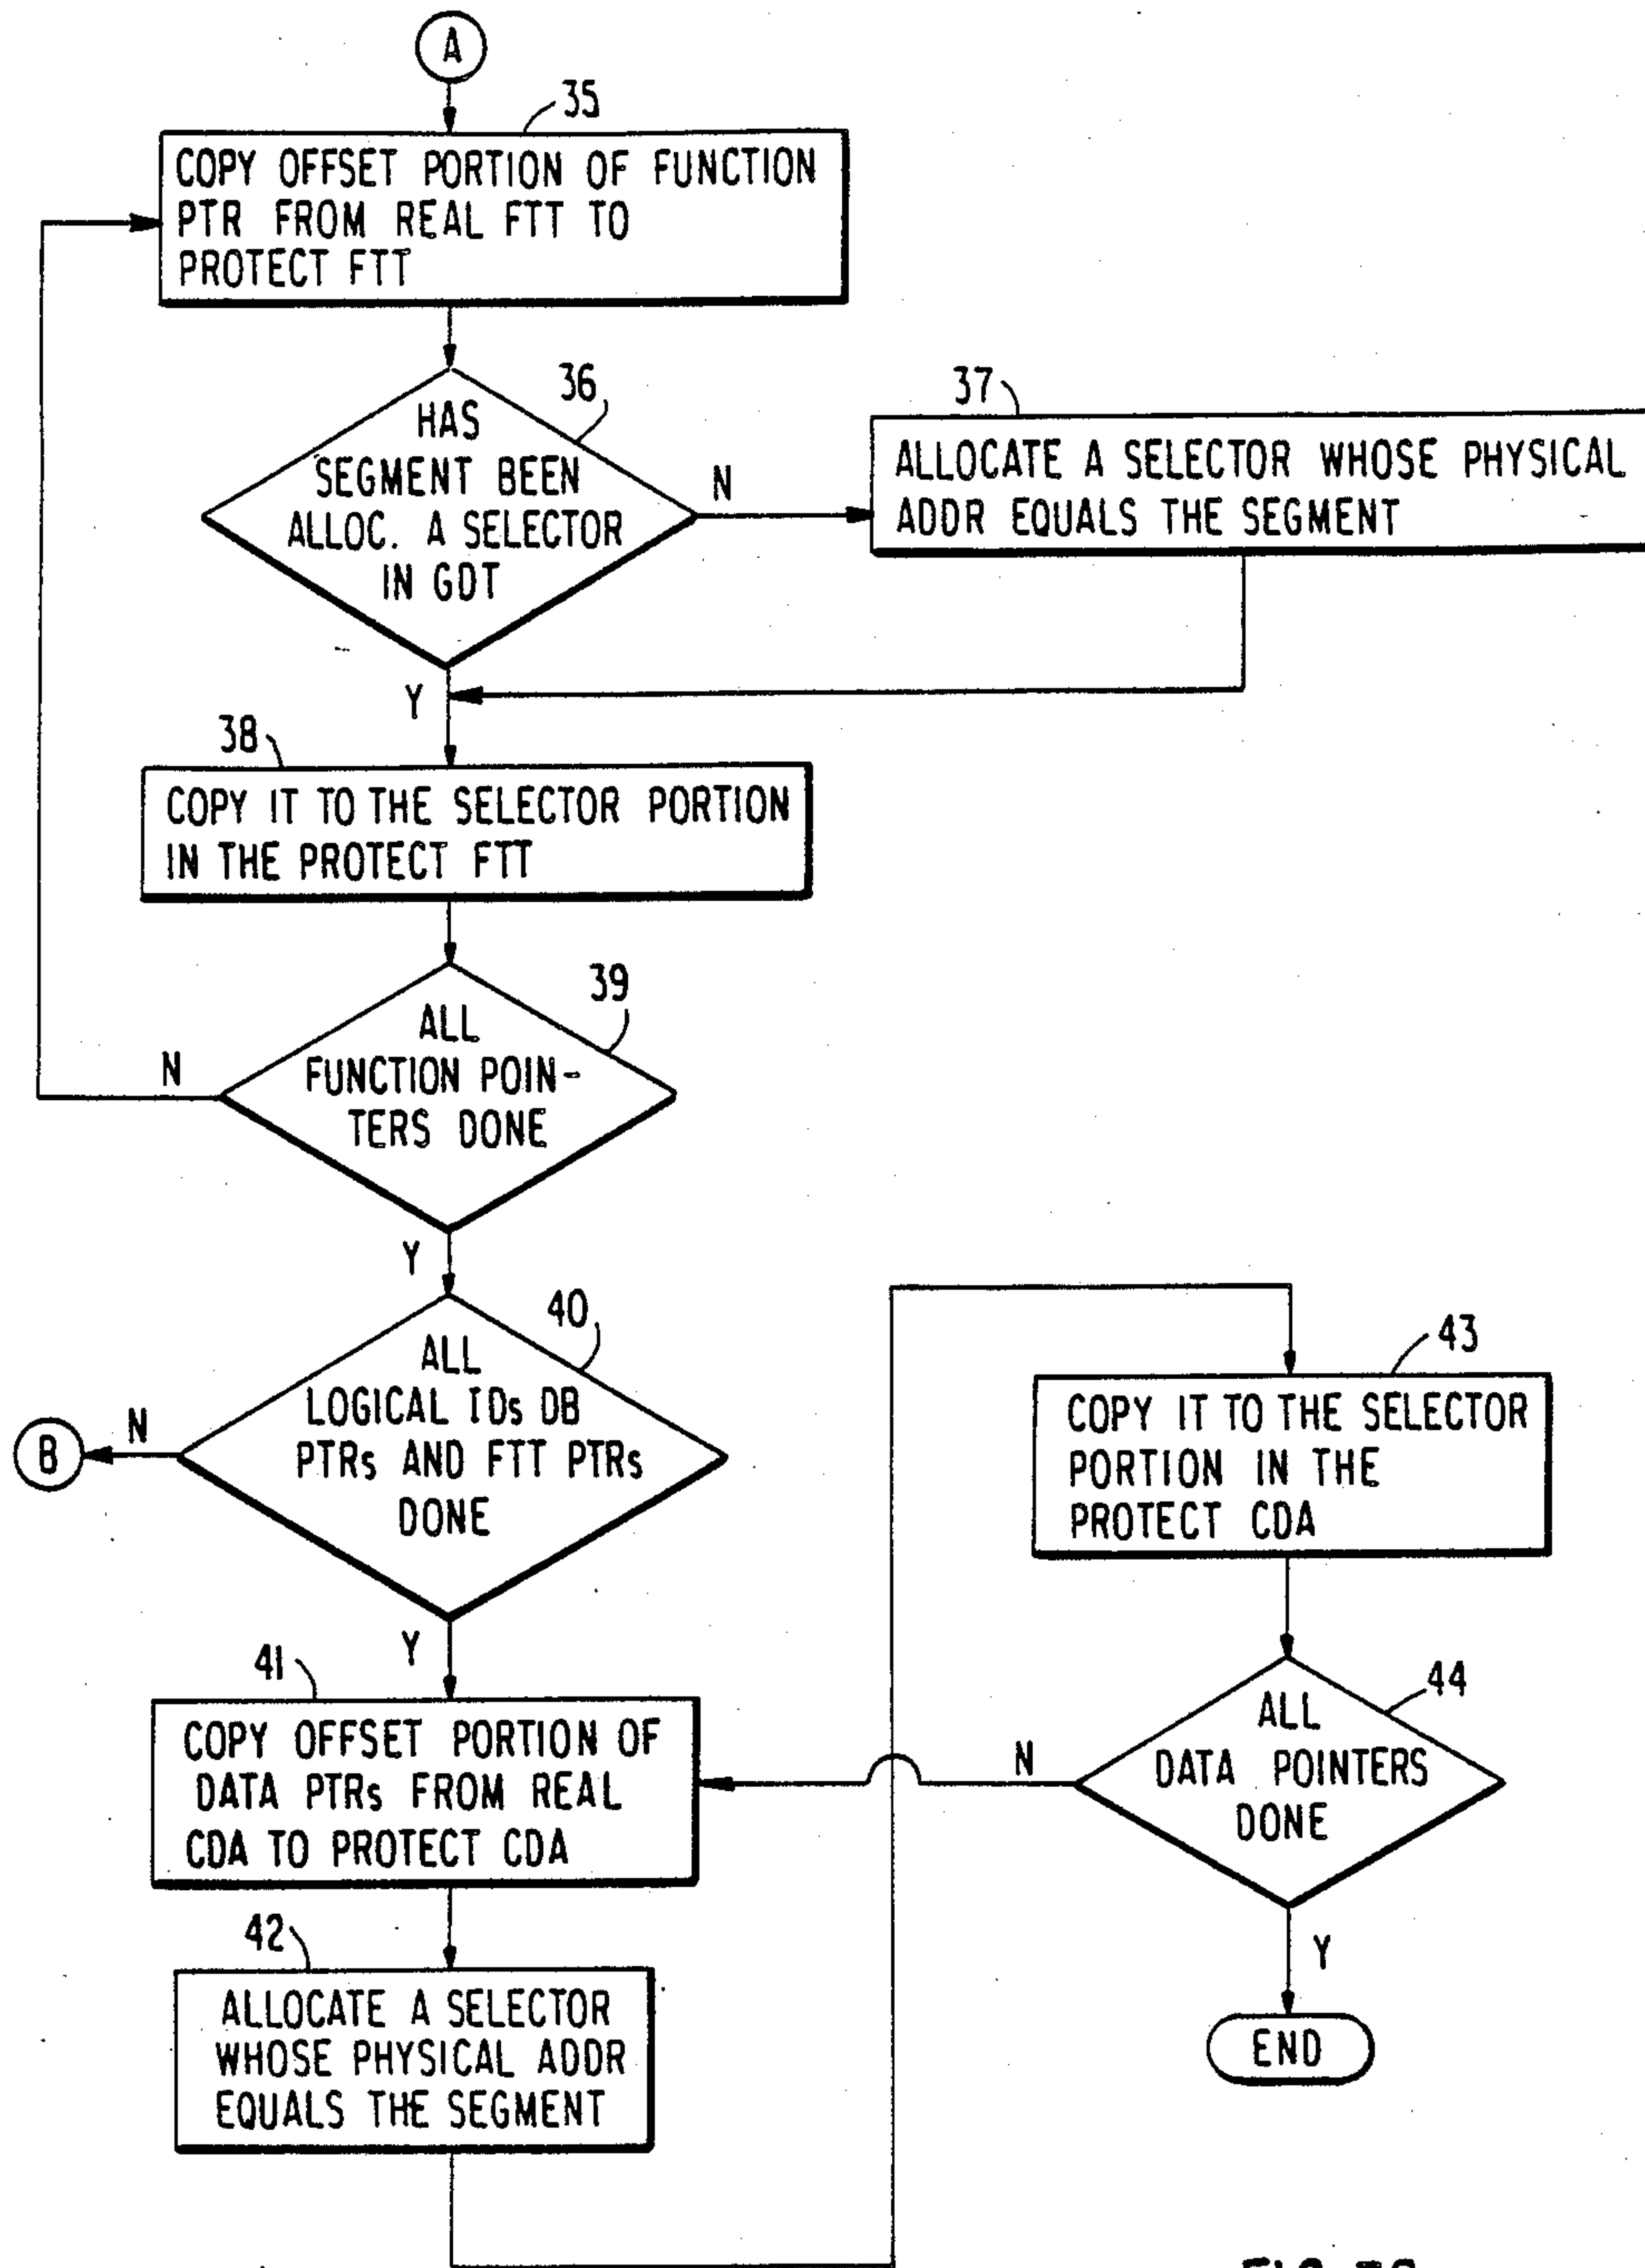 A
35
COPY OFFSET PORTION OF FUNCTION
PTR FROM REAL FTT TO
PROTECT FTT
36
HAS
SEGMENT BEEN
ALLOC. A SELECTOR
IN GDT
N
37
ALLOCATE A SELECTOR WHOSE PHYSICAL
ADDR EQUALS THE SEGMENT
Y
38
COPY IT TO THE SELECTOR PORTION
IN THE PROTECT FTT
39
ALL
FUNCTION POIN-
TERS DONE
N
Y
40
ALL
LOGICAL IDs DB
PTRs AND FTT PTRs
DONE
N
B
Y
41
COPY OFFSET PORTION OF
DATA PTRs FROM REAL
CDA TO PROTECT CDA
42
ALLOCATE A SELECTOR
WHOSE PHYSICAL ADDR
EQUALS THE SEGMENT
43
COPY IT TO THE SELECTOR
PORTION IN THE
PROTECT CDA
44
ALL
DATA POINTERS
DONE
N
Y
END